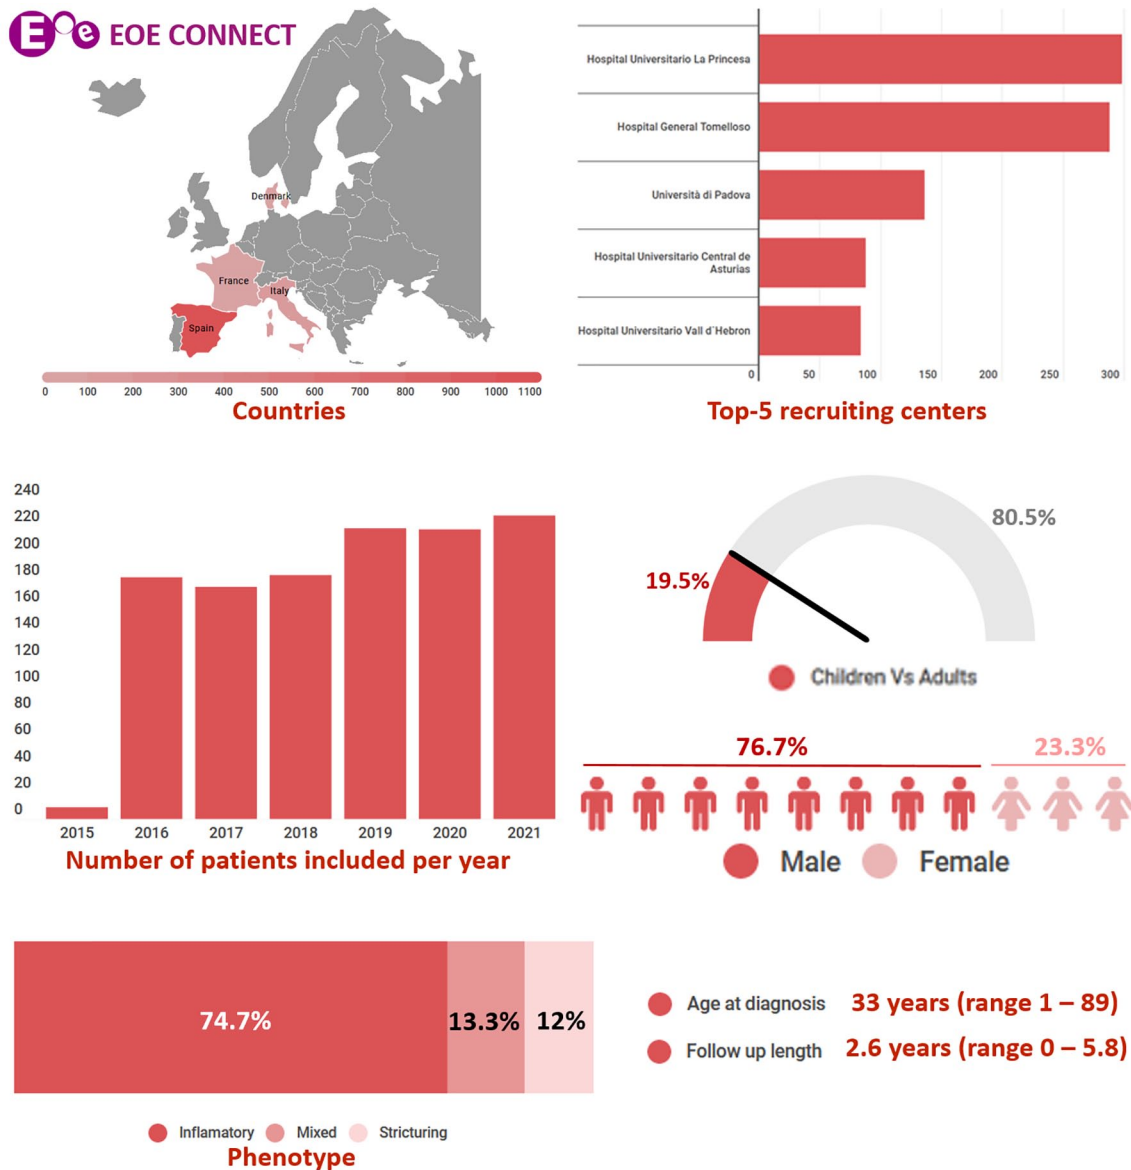 EOE CONNECT
Denmark
France
Italy
Spain
0 100 200 300 400 500 600 700 800 900 1000 1100
Countries
Hospital Universitario La Princesa
Hospital General Tomelloso
Università di Padova
Hospital Universitario Central de
Asturias
Hospital Universitario Vall d´Hebron
0 50 100 150 200 250 300
Top-5 recruiting centers
240
220
200
180
160
140
120
100
80
60
40
20
0
2015 2016 2017 2018 2019 2020 2021
Number of patients included per year
80.5%
19.5%
Children Vs Adults
76.7% 23.3%
Male Female
74.7% 13.3% 12%
Inflamatory Mixed Stricturing
Phenotype
Age at diagnosis 33 years (range 1 – 89)
Follow up length 2.6 years (range 0 – 5.8)